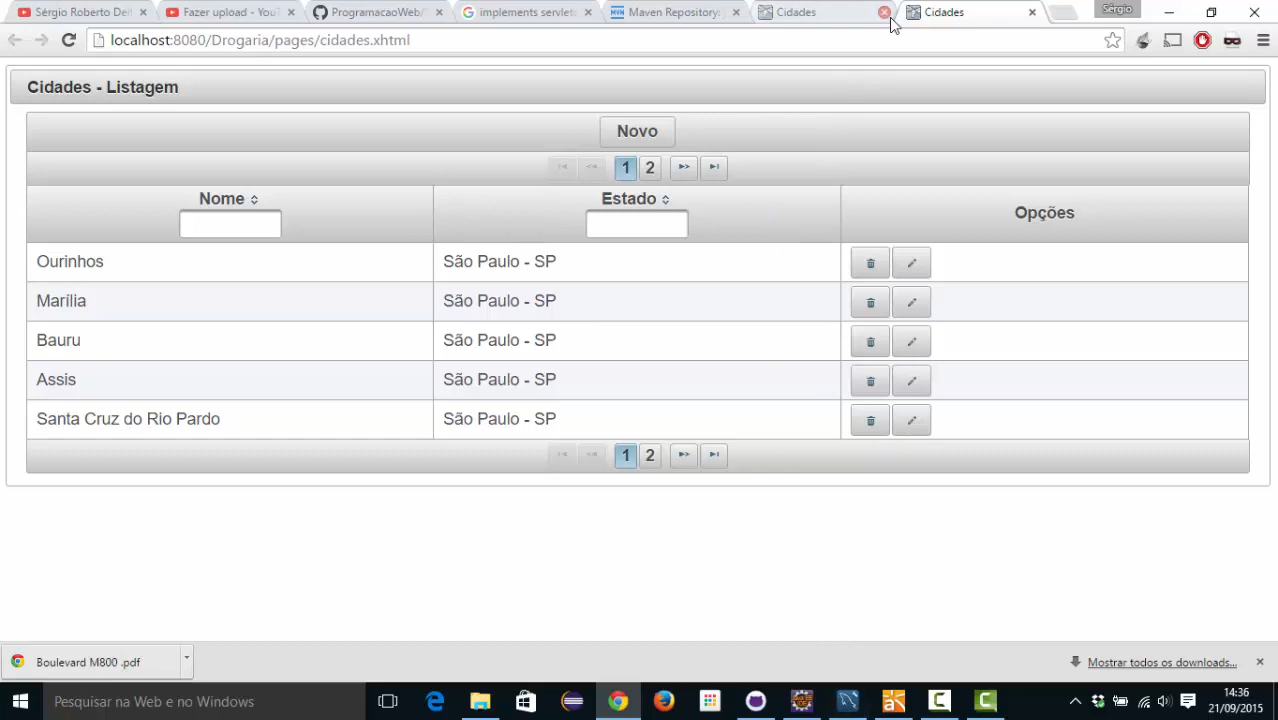 Sérgio Roberto Del
Fazer upload - YouT
ProgramacaoWeb/
implements servlet
Maven Repository:
Cidades
Cidades
Sérgio
localhost:8080/Drogaria/pages/cidades.xhtml
Cidades - Listagem
Novo
1 2
Nome
Estado
Opções
Ourinhos São Paulo - SP
Marília São Paulo - SP
Bauru São Paulo - SP
Assis São Paulo - SP
Santa Cruz do Rio Pardo São Paulo - SP
1 2
Boulevard M800 .pdf
Mostrar todos os downloads...
Pesquisar na Web e no Windows
14:36
21/09/2015